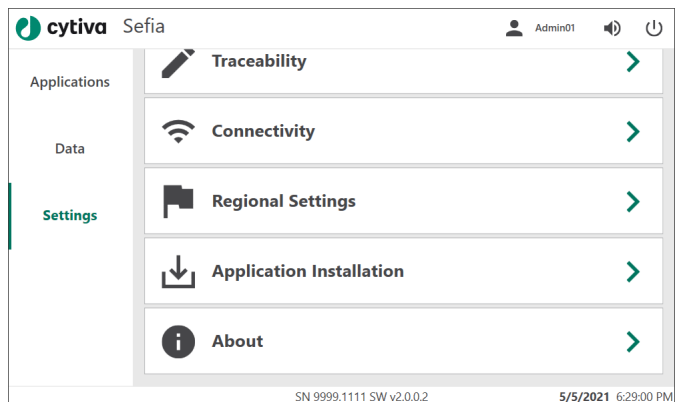 cytiva Sefia Admin01
Applications
Data
Settings
Traceability
Connectivity
Regional Settings
Application Installation
About
SN 9999.1111 SW v2.0.0.2 5/5/2021 6:29:00 PM